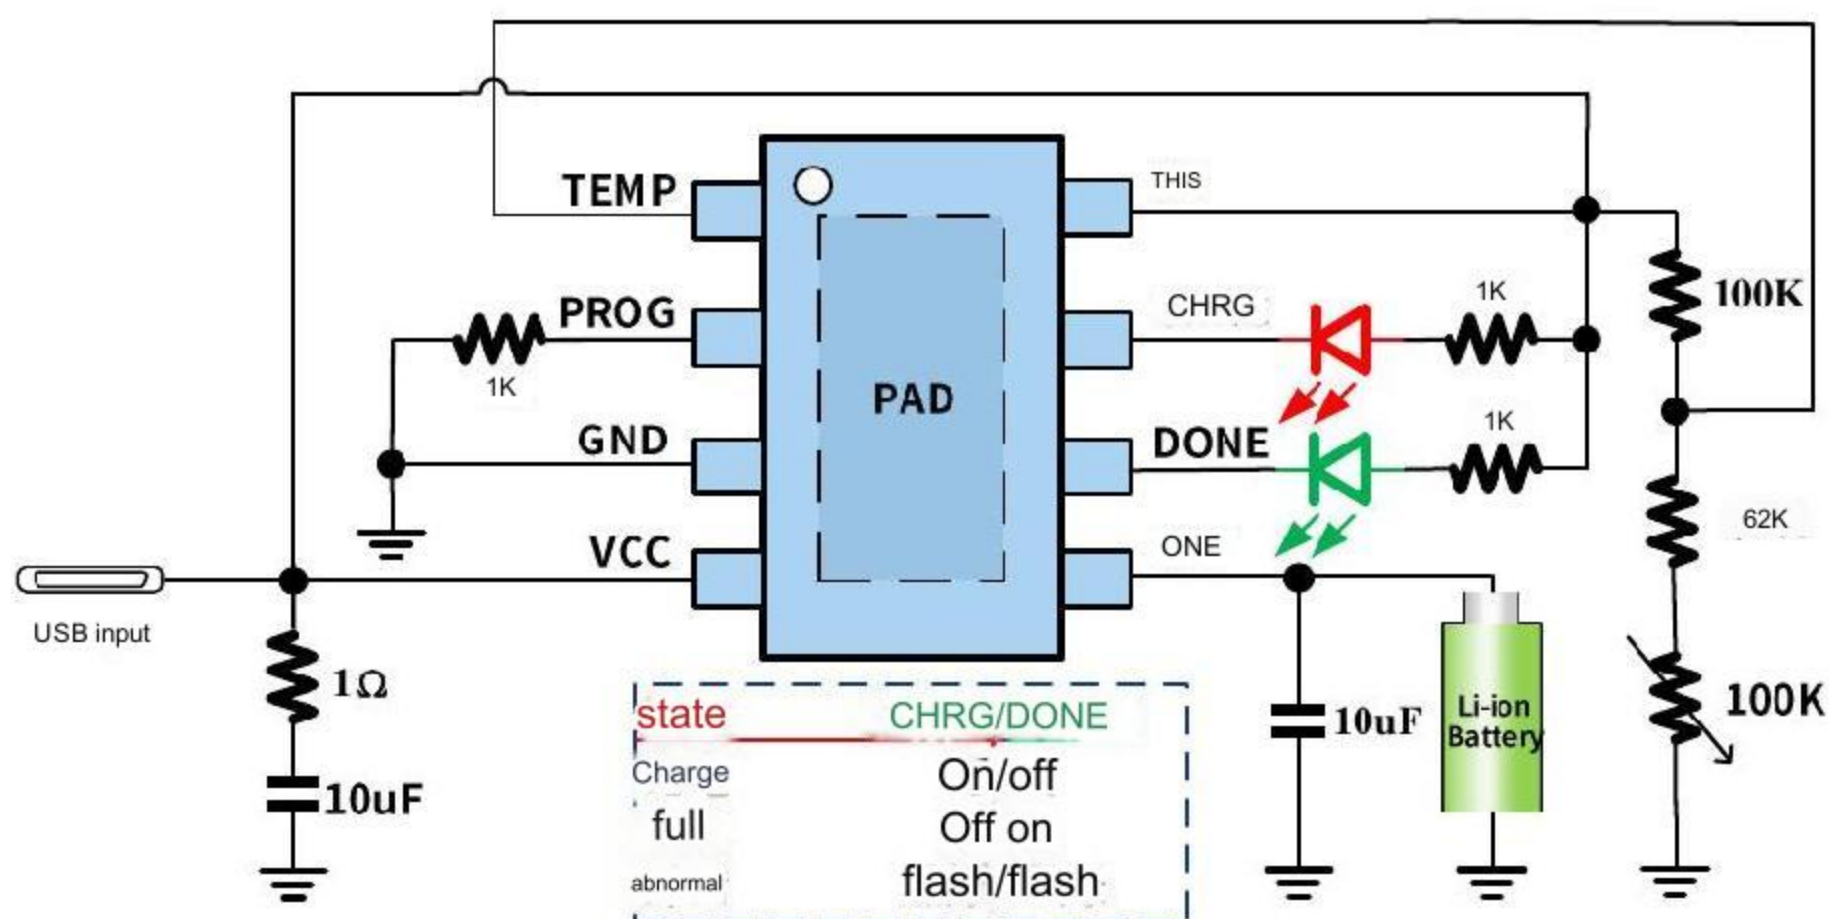 TEMP
THIS
PROG
1K
CHRG
1K
100K
PAD
GND
DONE
1K
VCC
ONE
62K
USB input
1Ω
10uF
state CHRG/DONE
Charge On/off
full Off on
abnormal flash/flash
10uF
Li-ion
Battery
100K